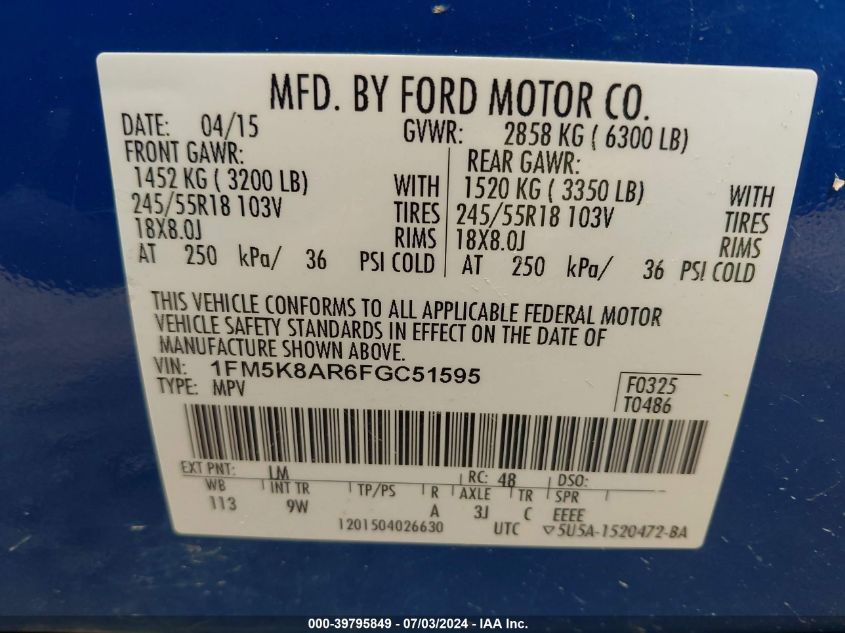 MFD. BY FORD MOTOR CO.
DATE: 04/15 GVWR: 2858 KG ( 6300 LB)
FRONT GAWR: REAR GAWR:
1452 KG ( 3200 LB) WITH 1520 KG ( 3350 LB) WITH
245/55R18 103V TIRES 245/55R18 103V TIRES
18X8.0J RIMS 18X8.0J RIMS
AT 250 kPa/ 36 PSI COLD AT 250 kPa/ 36 PSI COLD
THIS VEHICLE CONFORMS TO ALL APPLICABLE FEDERAL MOTOR
VEHICLE SAFETY STANDARDS IN EFFECT ON THE DATE OF
MANUFACTURE SHOWN ABOVE.
VIN: 1FM5K8AR6FGC51595
TYPE: MPV
F0325
T0486
EXT PNT: LM RC: 48 DSO:
WB INT TR TP/PS R AXLE TR SPR
113 9W A 3J C EEEE
1201504026630 UTC ▽5U5A-1520472-BA
000-39795849 - 07/03/2024 - IAA Inc.